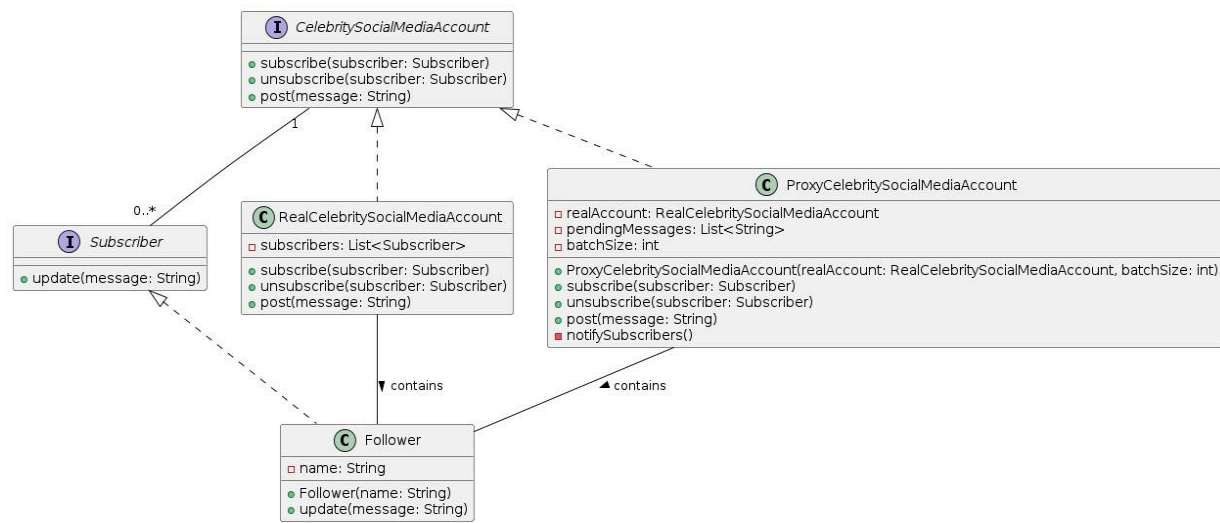 I CelebritySocialMediaAccount
subscribe(subscriber: Subscriber)
unsubscribe(subscriber: Subscriber)
post(message: String)
1
0..*
I Subscriber
update(message: String)
C RealCelebritySocialMediaAccount
subscribers: List<Subscriber>
subscribe(subscriber: Subscriber)
unsubscribe(subscriber: Subscriber)
post(message: String)
C ProxyCelebritySocialMediaAccount
realAccount: RealCelebritySocialMediaAccount
pendingMessages: List<String>
batchSize: int
ProxyCelebritySocialMediaAccount(realAccount: RealCelebritySocialMediaAccount, batchSize: int)
subscribe(subscriber: Subscriber)
unsubscribe(subscriber: Subscriber)
post(message: String)
notifySubscribers()
contains
contains
C Follower
name: String
Follower(name: String)
update(message: String)